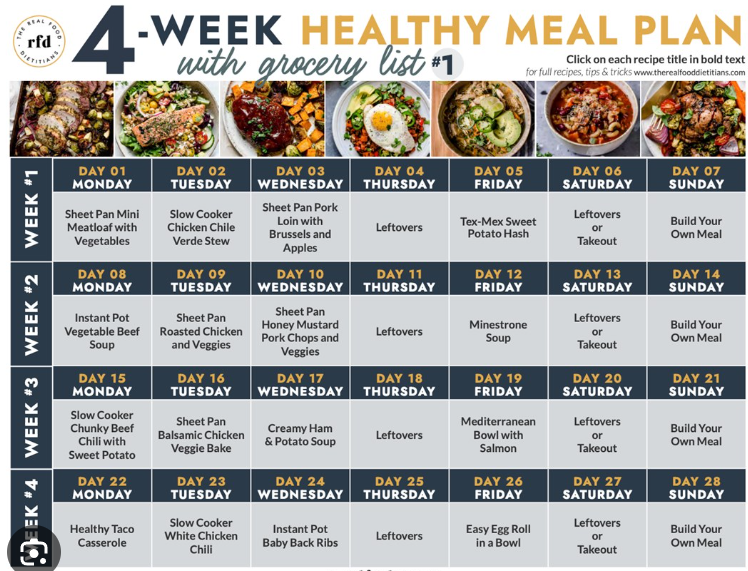 THE REAL FOOD
rfd
DIETITIANS
4-WEEK HEALTHY MEAL PLAN
with grocery list #1
Click on each recipe title in bold text
for full recipes, tips & tricks www.therealfooddietitians.com
WEEK #1
DAY 01
MONDAY
Sheet Pan Mini
Meatloaf with
Vegetables
DAY 02
TUESDAY
Slow Cooker
Chicken Chile
Verde Stew
DAY 03
WEDNESDAY
Sheet Pan Pork
Loin with
Brussels and
Apples
DAY 04
THURSDAY
Leftovers
DAY 05
FRIDAY
Tex-Mex Sweet
Potato Hash
DAY 06
SATURDAY
Leftovers
or
Takeout
DAY 07
SUNDAY
Build Your
Own Meal
WEEK #2
DAY 08
MONDAY
Instant Pot
Vegetable Beef
Soup
DAY 09
TUESDAY
Sheet Pan
Roasted Chicken
and Veggies
DAY 10
WEDNESDAY
Sheet Pan
Honey Mustard
Pork Chops and
Veggies
DAY 11
THURSDAY
Leftovers
DAY 12
FRIDAY
Minestrone
Soup
DAY 13
SATURDAY
Leftovers
or
Takeout
DAY 14
SUNDAY
Build Your
Own Meal
WEEK #3
DAY 15
MONDAY
Slow Cooker
Chunky Beef
Chili with
Sweet Potato
DAY 16
TUESDAY
Sheet Pan
Balsamic Chicken
Veggie Bake
DAY 17
WEDNESDAY
Creamy Ham
& Potato Soup
DAY 18
THURSDAY
Leftovers
DAY 19
FRIDAY
Mediterranean
Bowl with
Salmon
DAY 20
SATURDAY
Leftovers
or
Takeout
DAY 21
SUNDAY
Build Your
Own Meal
#4
DAY 22
MONDAY
Healthy Taco
Casserole
DAY 23
TUESDAY
Slow Cooker
White Chicken
Chili
DAY 24
WEDNESDAY
Instant Pot
Baby Back Ribs
DAY 25
THURSDAY
Leftovers
DAY 26
FRIDAY
Easy Egg Roll
in a Bowl
DAY 27
SATURDAY
Leftovers
or
Takeout
DAY 28
SUNDAY
Build Your
Own Meal